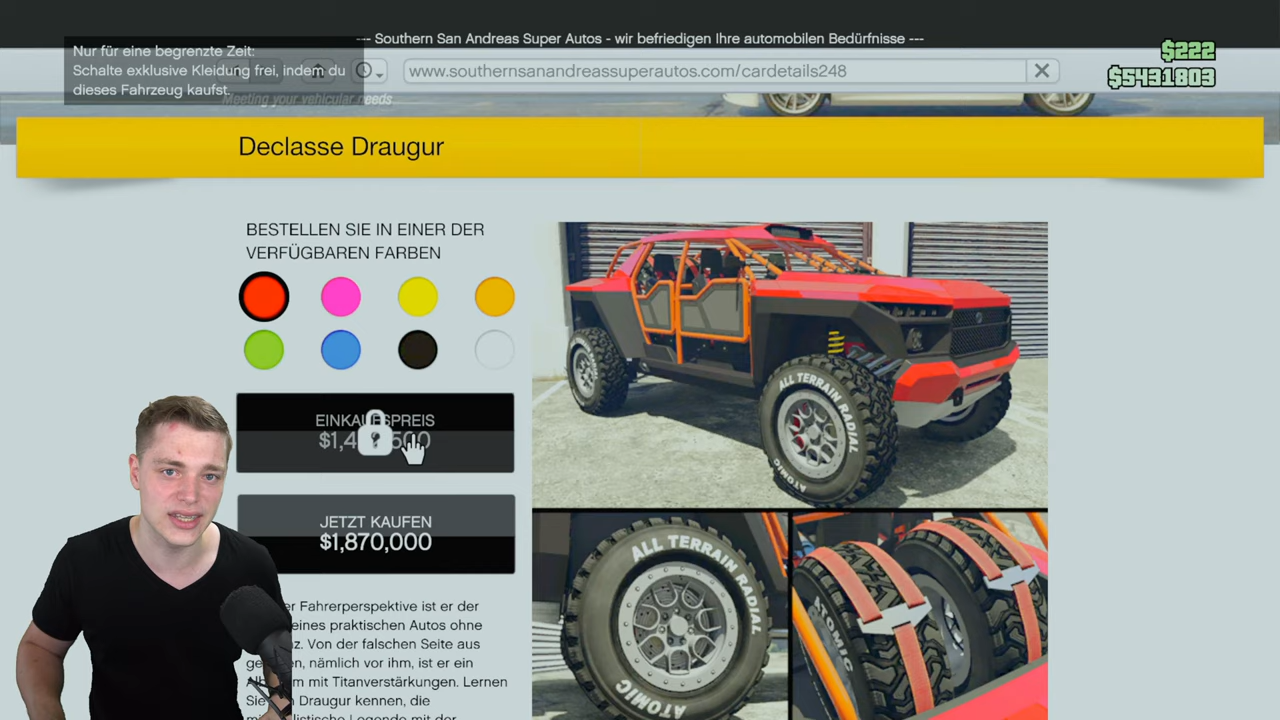 --- Southern San Andreas Super Autos - wir befriedigen Ihre automobilen Bedürfnisse ---
Nur für eine begrenzte Zeit:
Schalte exklusive Kleidung frei, indem du
dieses Fahrzeug kaufst.
www.southernsanandreassuperautos.com/cardetails248
$222
$5431803
Meeting your vehicular needs
Declasse Draugur
BESTELLEN SIE IN EINER DER
VERFÜGBAREN FARBEN
EINKAUFSPREIS
JETZT KAUFEN
$1,870,000
Fahrerperspektive ist er der
eines praktischen Autos ohne
Von der falschen Seite aus
nämlich vor ihm, ist er ein
mit Titanverstärkungen. Lernen
Draugur kennen, die
Legende mit der
ALL TERRAIN RADIAL
ATOMIC
ALL TERRAIN RADIAL
ATOMIC
ATOMIC